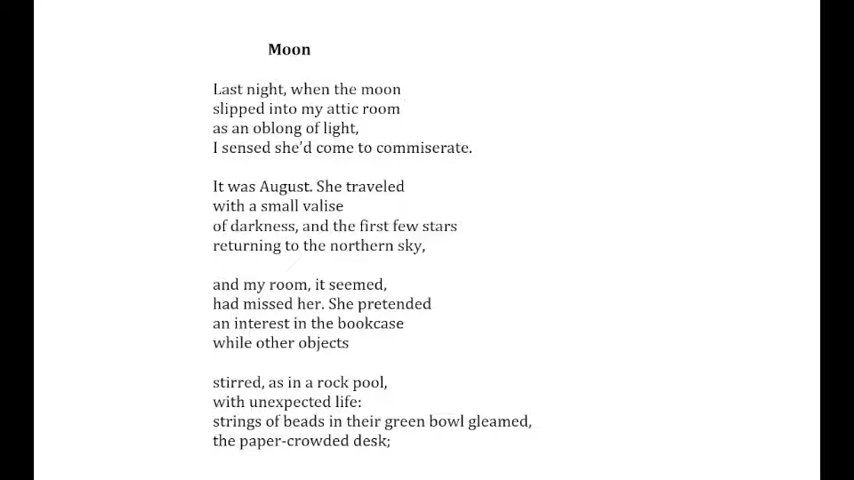 Moon
Last night, when the moon
slipped into my attic room
as an oblong of light,
I sensed she’d come to commiserate.
It was August. She traveled
with a small valise
of darkness, and the first few stars
returning to the northern sky,
and my room, it seemed,
had missed her. She pretended
an interest in the bookcase
while other objects
stirred, as in a rock pool,
with unexpected life:
strings of beads in their green bowl gleamed,
the paper-crowded desk;